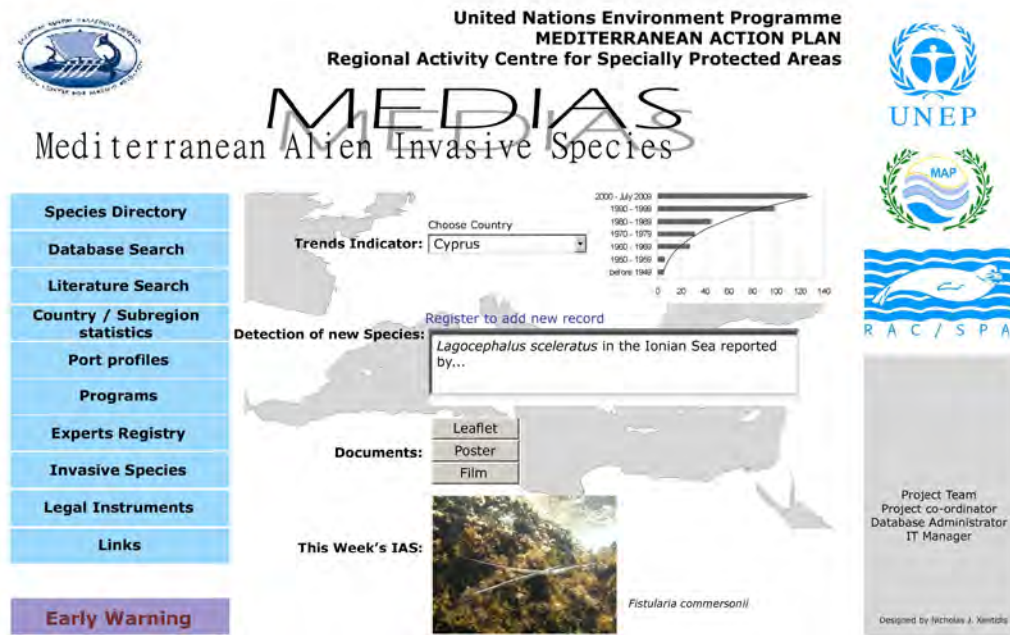 United Nations Environment Programme
MEDITERRANEAN ACTION PLAN
Regional Activity Centre for Specially Protected Areas
MEDIAS
Mediterranean Alien Invasive Species
UNEP
MAP
RAC/SPA
Species Directory
Database Search
Literature Search
Country / Subregion
statistics
Port profiles
Programs
Experts Registry
Invasive Species
Legal Instruments
Links
Early Warning
Choose Country
Trends Indicator: Cyprus
2000 - July 2009
1990 - 1999
1980 - 1989
1970 - 1979
1960 - 1969
1950 - 1959
before 1949
0 20 40 60 80 100 120 140
Register to add new record
Detection of new Species:
Lagocephalus sceleratus in the Ionian Sea reported
by...
Documents:
Leaflet
Poster
Film
This Week's IAS:
Fistularia commersonii
Project Team
Project co-ordinator
Database Administrator
IT Manager
Designed by Nicholas J. Xentidis